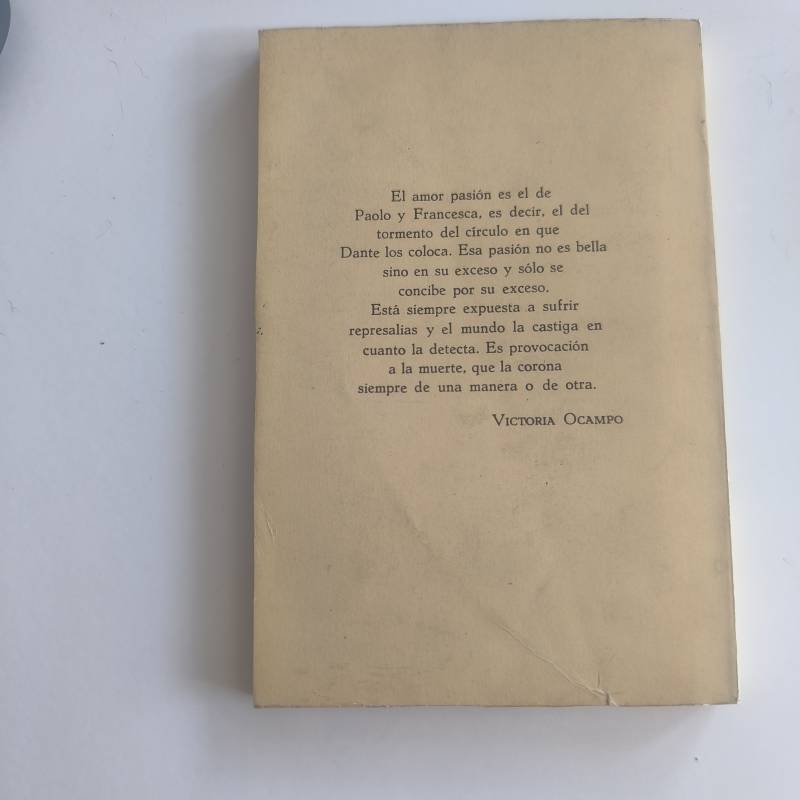 El amor pasión es el de
Paolo y Francesca, es decir, el del
tormento del círculo en que
Dante los coloca. Esa pasión no es bella
sino en su exceso y sólo se
concibe por su exceso.
Está siempre expuesta a sufrir
represalias y el mundo la castiga en
cuanto la detecta. Es provocación
a la muerte, que la corona
siempre de una manera o de otra.
Victoria Ocampo